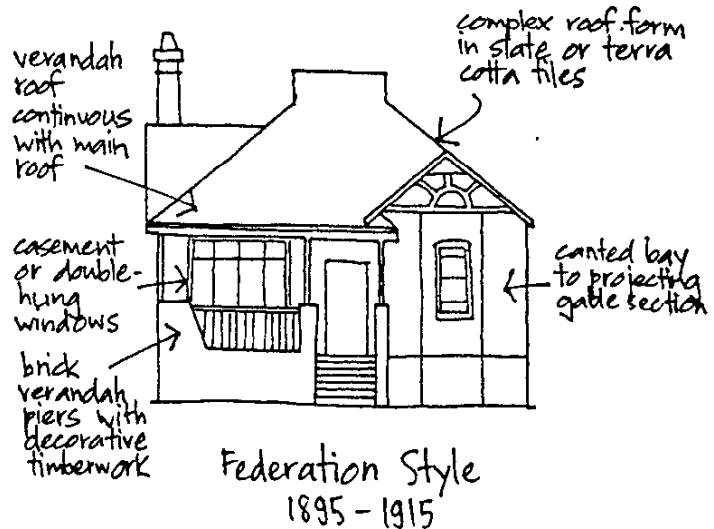 verandah
roof
continuous
with main
roof
complex roof form
in slate or terra
cotta tiles
casement
or double-
hung
windows
canted bay
to projecting
gable section
brick
verandah
piers with
decorative
timberwork
Federation Style
1895 - 1915